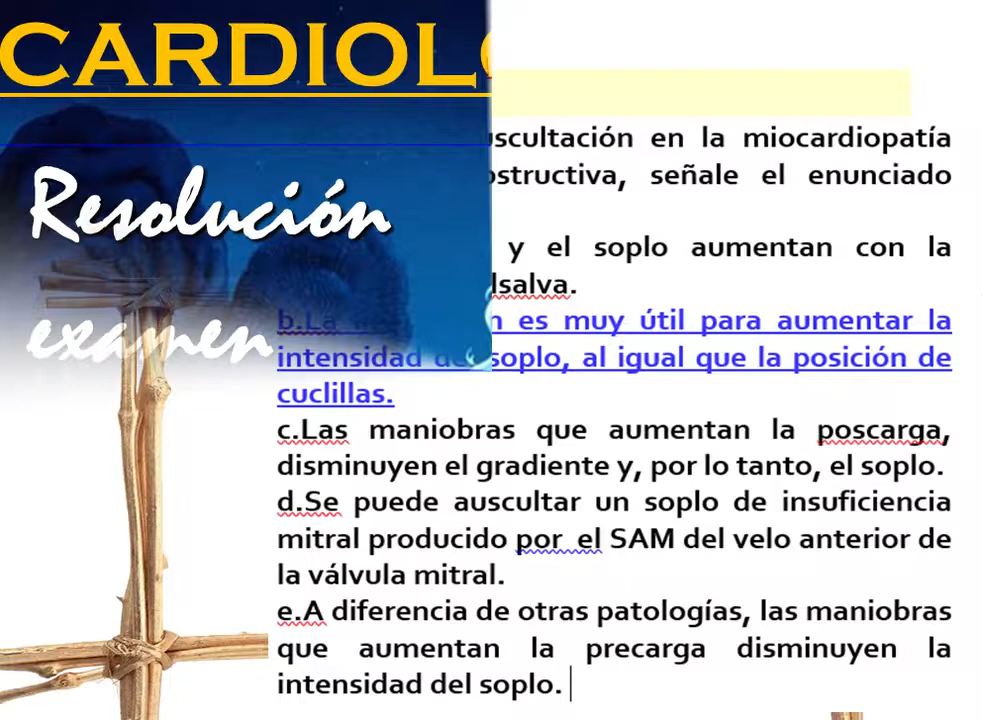 CARDIOL
Resolución
examen
uscultación en la miocardiopatía
ostructiva, señale el enunciado
y el soplo aumentan con la
lsalva.
b.La es muy útil para aumentar la
intensidad del soplo, al igual que la posición de
cuclillas.
c.Las maniobras que aumentan la poscarga,
disminuyen el gradiente y, por lo tanto, el soplo.
d.Se puede auscultar un soplo de insuficiencia
mitral producido por el SAM del velo anterior de
la válvula mitral.
e.A diferencia de otras patologías, las maniobras
que aumentan la precarga disminuyen la
intensidad del soplo.